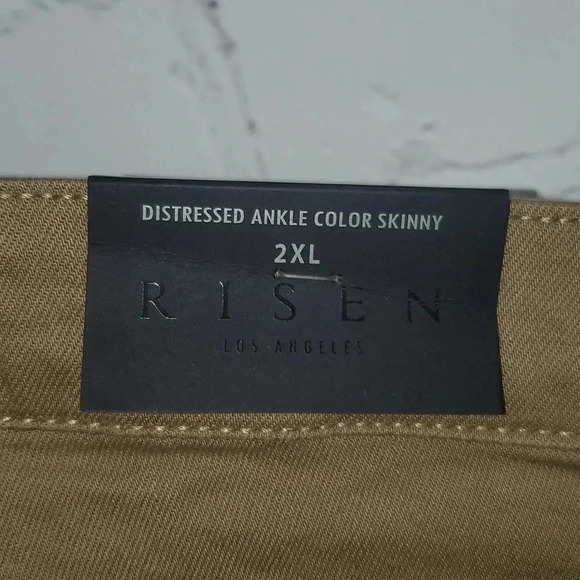 DISTRESSED ANKLE COLOR SKINNY
2XL
RISEN
LOS ANGELES